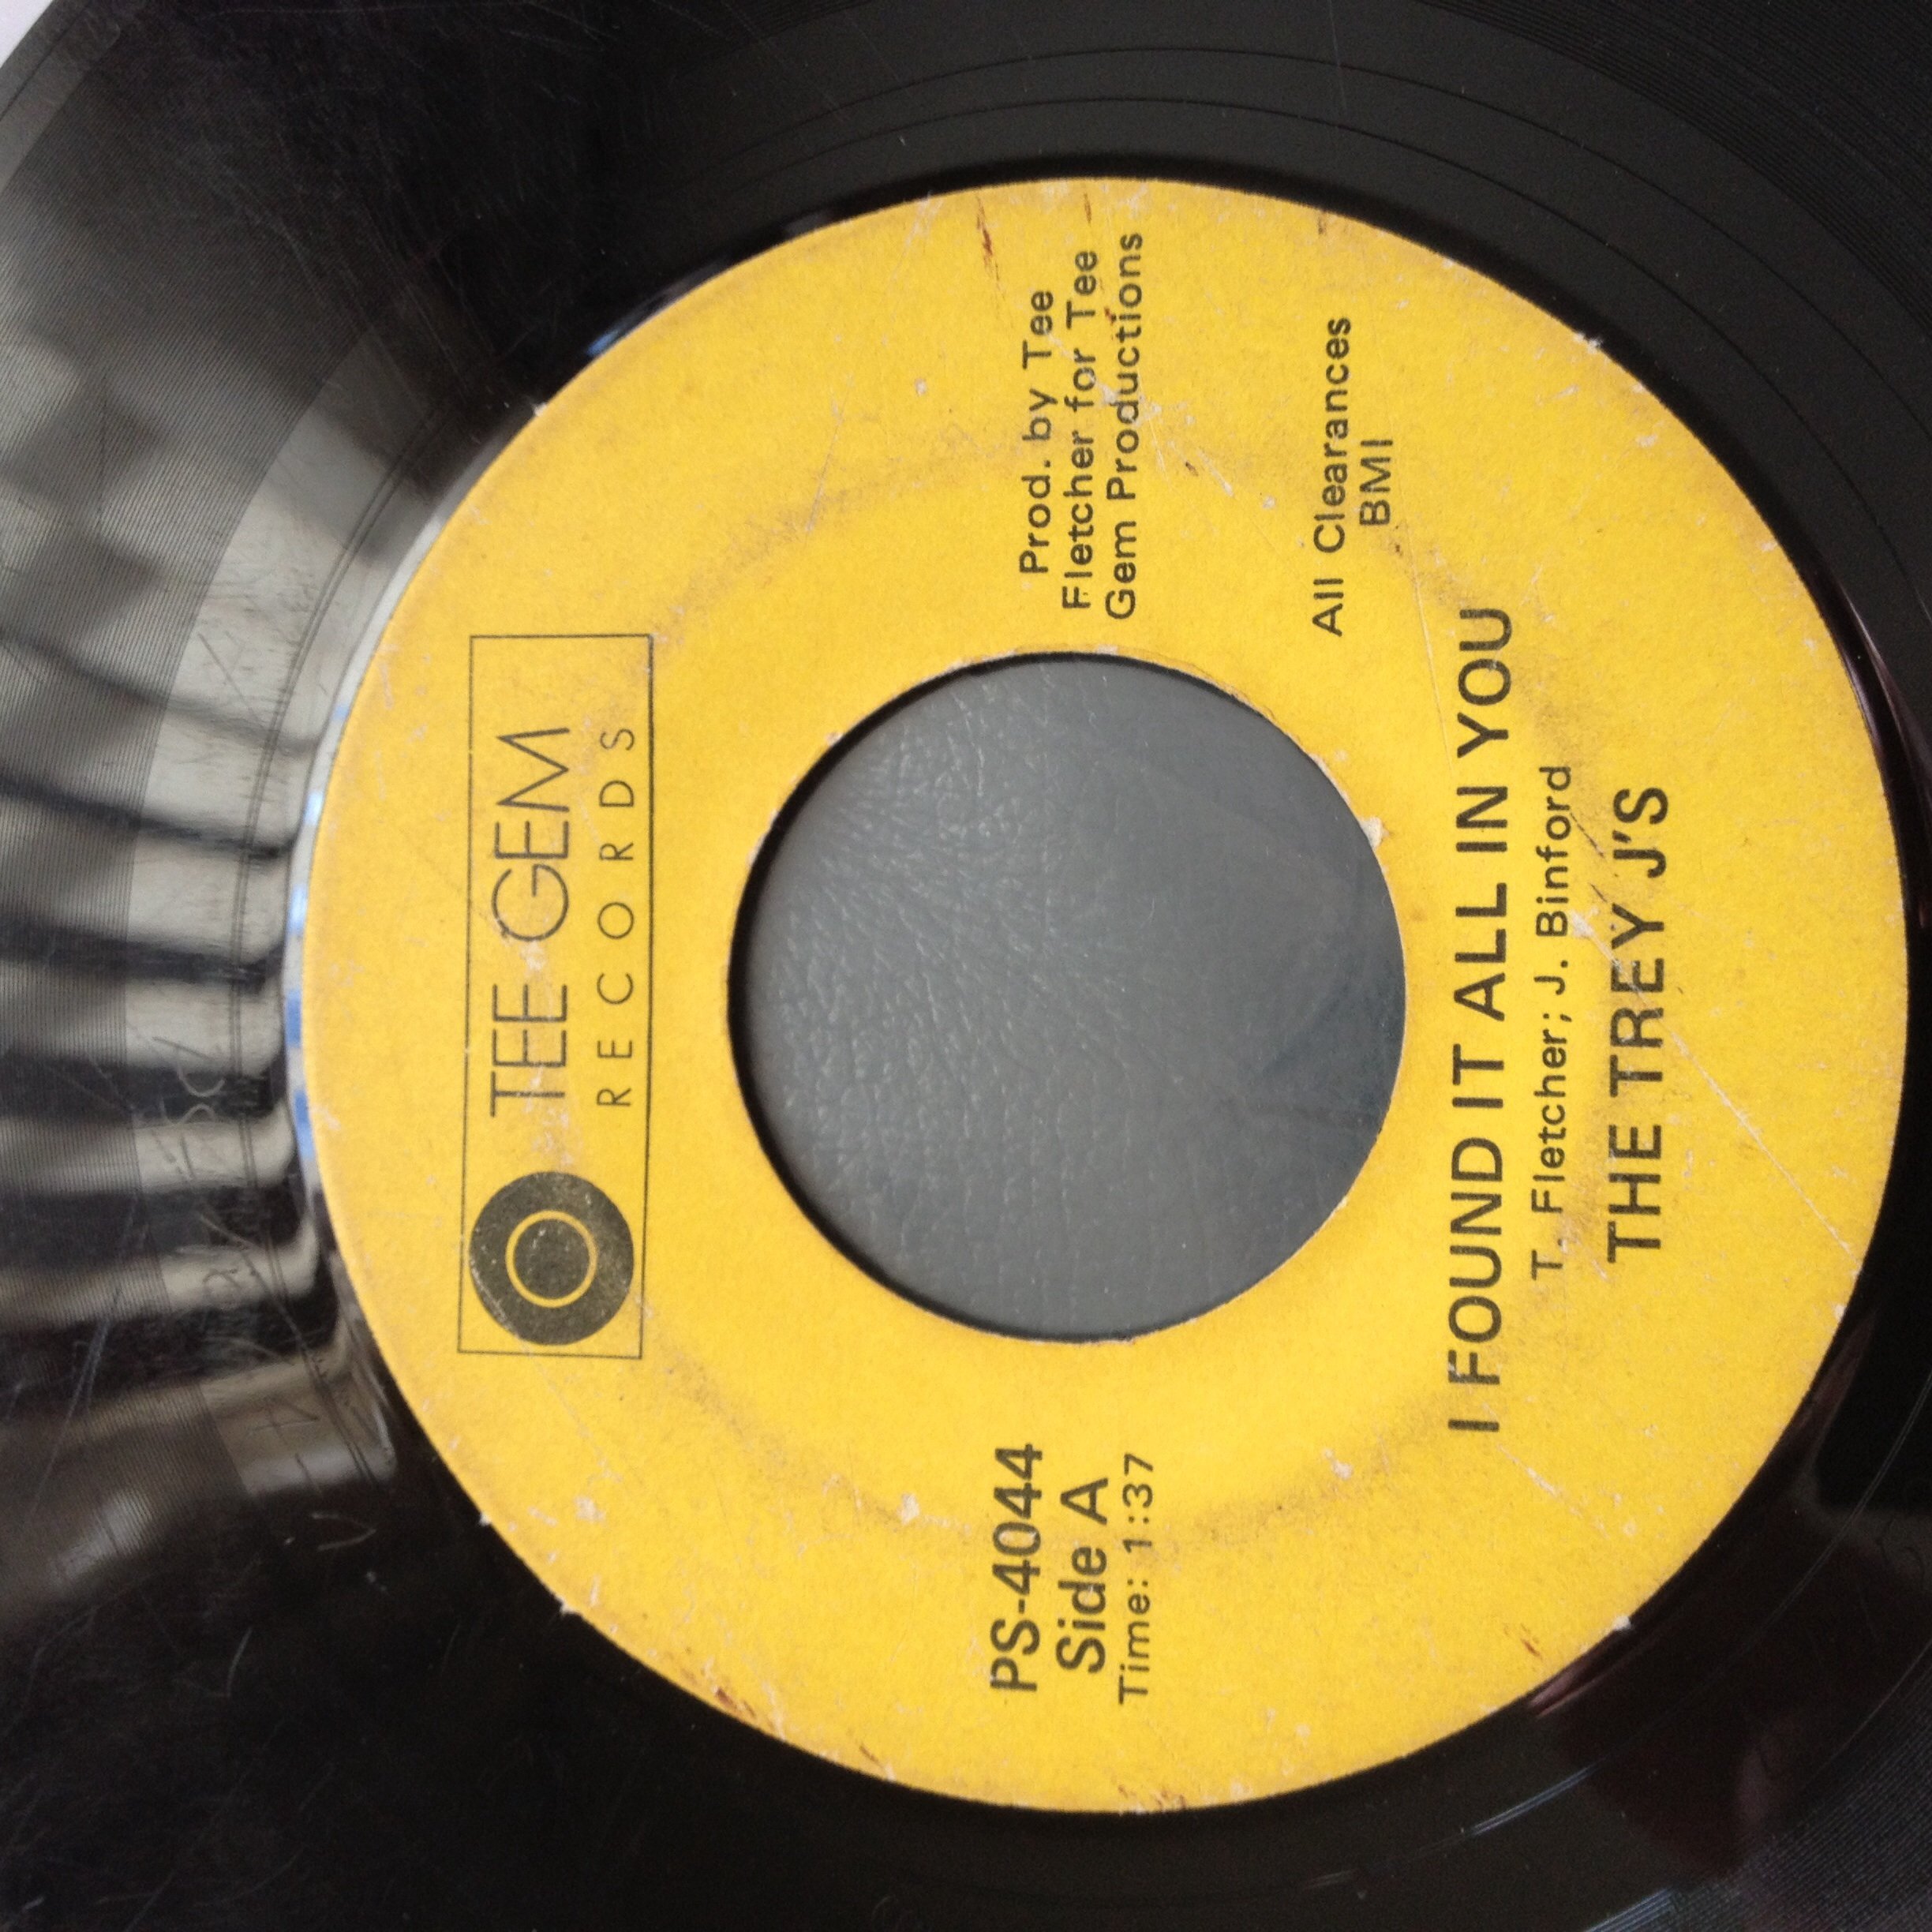 TEE GEM
RECORDS
PS-4044
Side A
Time: 1:37
Prod. by Tee
Fletcher for Tee
Gem Productions
All Clearances
BMI
I FOUND IT ALL IN YOU
T. Fletcher; J. Binford
THE TREY J'S